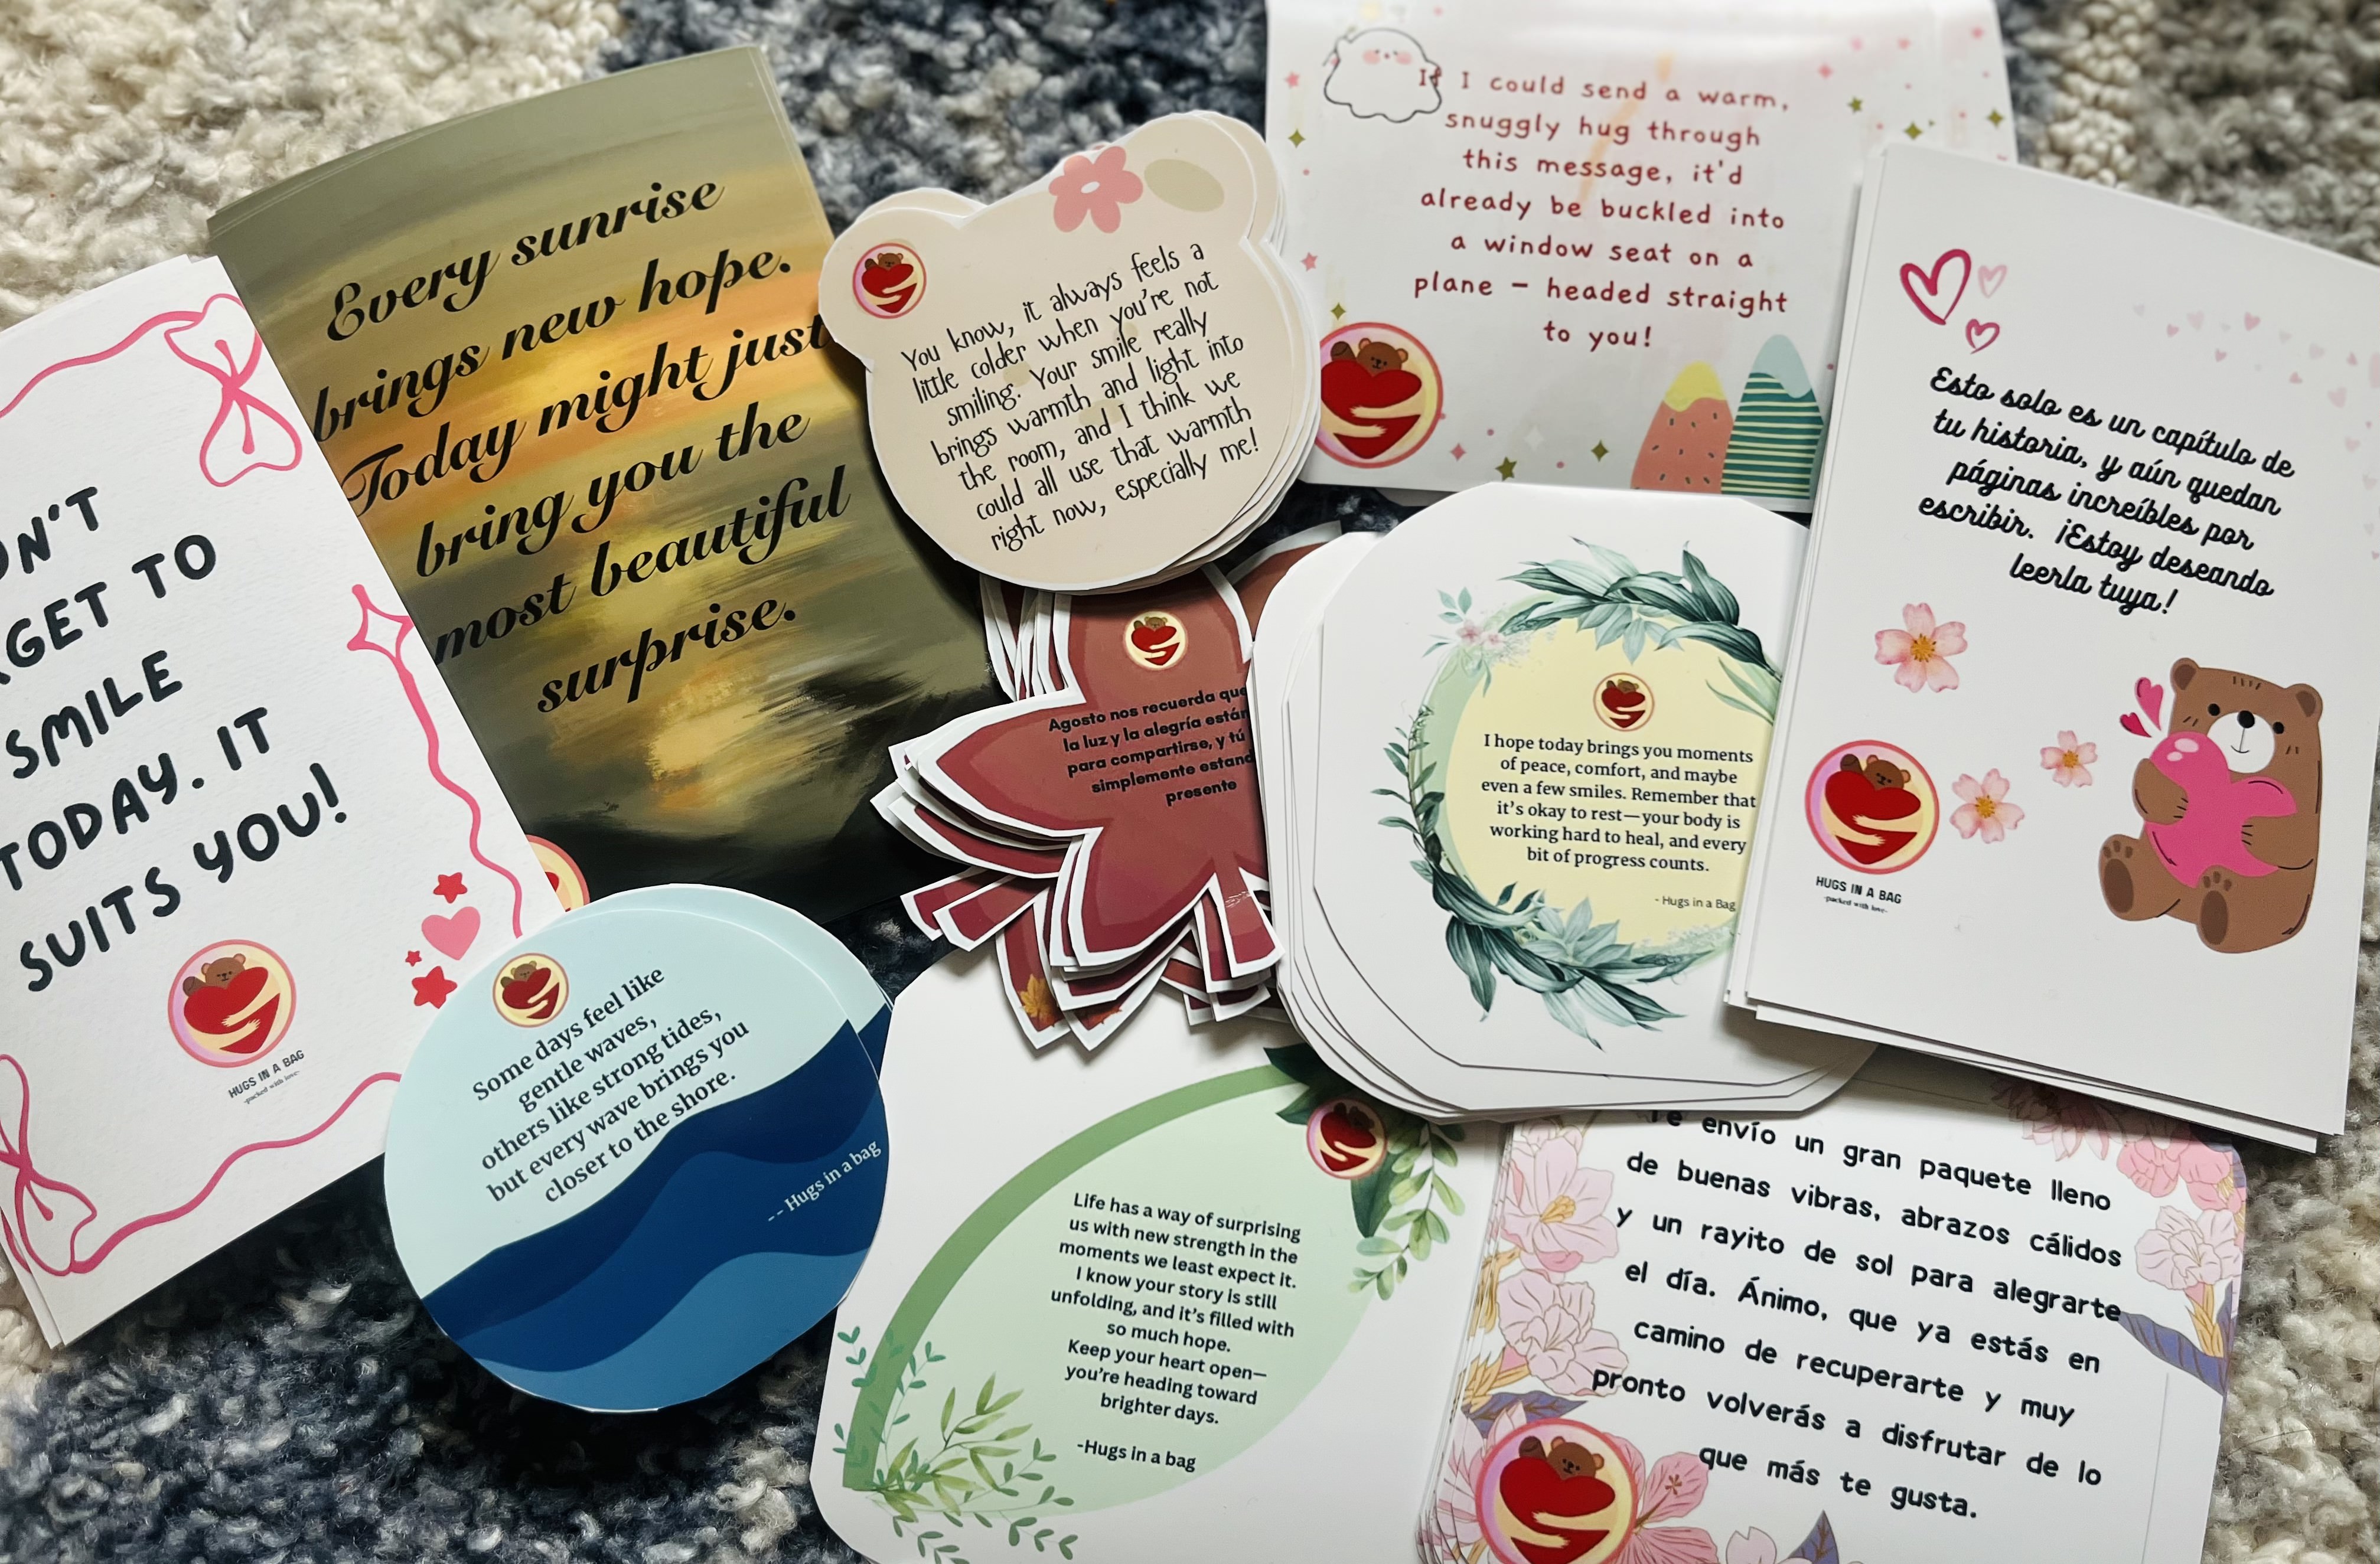 Every sunrise
brings new hope.
Today might just
bring you the
most beautiful
surprise.
You know, it always feels a
little colder when you're not
smiling. Your smile really
brings warmth and light into
the room, and I think we
could all use that warmth
right now, especially me!
If I could send a warm,
snuggly hug through
this message, it'd
already be buckled into
a window seat on a
plane – headed straight
to you!
Esto solo es un capítulo de
tu historia, y aún quedan
páginas increíbles por
escribir. ¡Estoy deseando
leerla tuya!
HUGS IN A BAG
-packed with love-
ON'T
GET TO
SMILE
TODAY. IT
SUITS YOU!
HUGS IN A BAG
-packed with love-
Agosto nos recuerda que
la luz y la alegría están
para compartirse, y tú
simplemente estand
presente
I hope today brings you moments
of peace, comfort, and maybe
even a few smiles. Remember that
it's okay to rest—your body is
working hard to heal, and every
bit of progress counts.
- Hugs in a Bag
Some days feel like
gentle waves,
others like strong tides,
but every wave brings you
closer to the shore.
-- Hugs in a bag
Life has a way of surprising
us with new strength in the
moments we least expect it.
I know your story is still
unfolding, and it's filled with
so much hope.
Keep your heart open—
you're heading toward
brighter days.
-Hugs in a bag
Te envío un gran paquete lleno
de buenas vibras, abrazos cálidos
y un rayito de sol para alegrarte
el día. Ánimo, que ya estás en
camino de recuperarte y muy
pronto volverás a disfrutar de lo
que más te gusta.